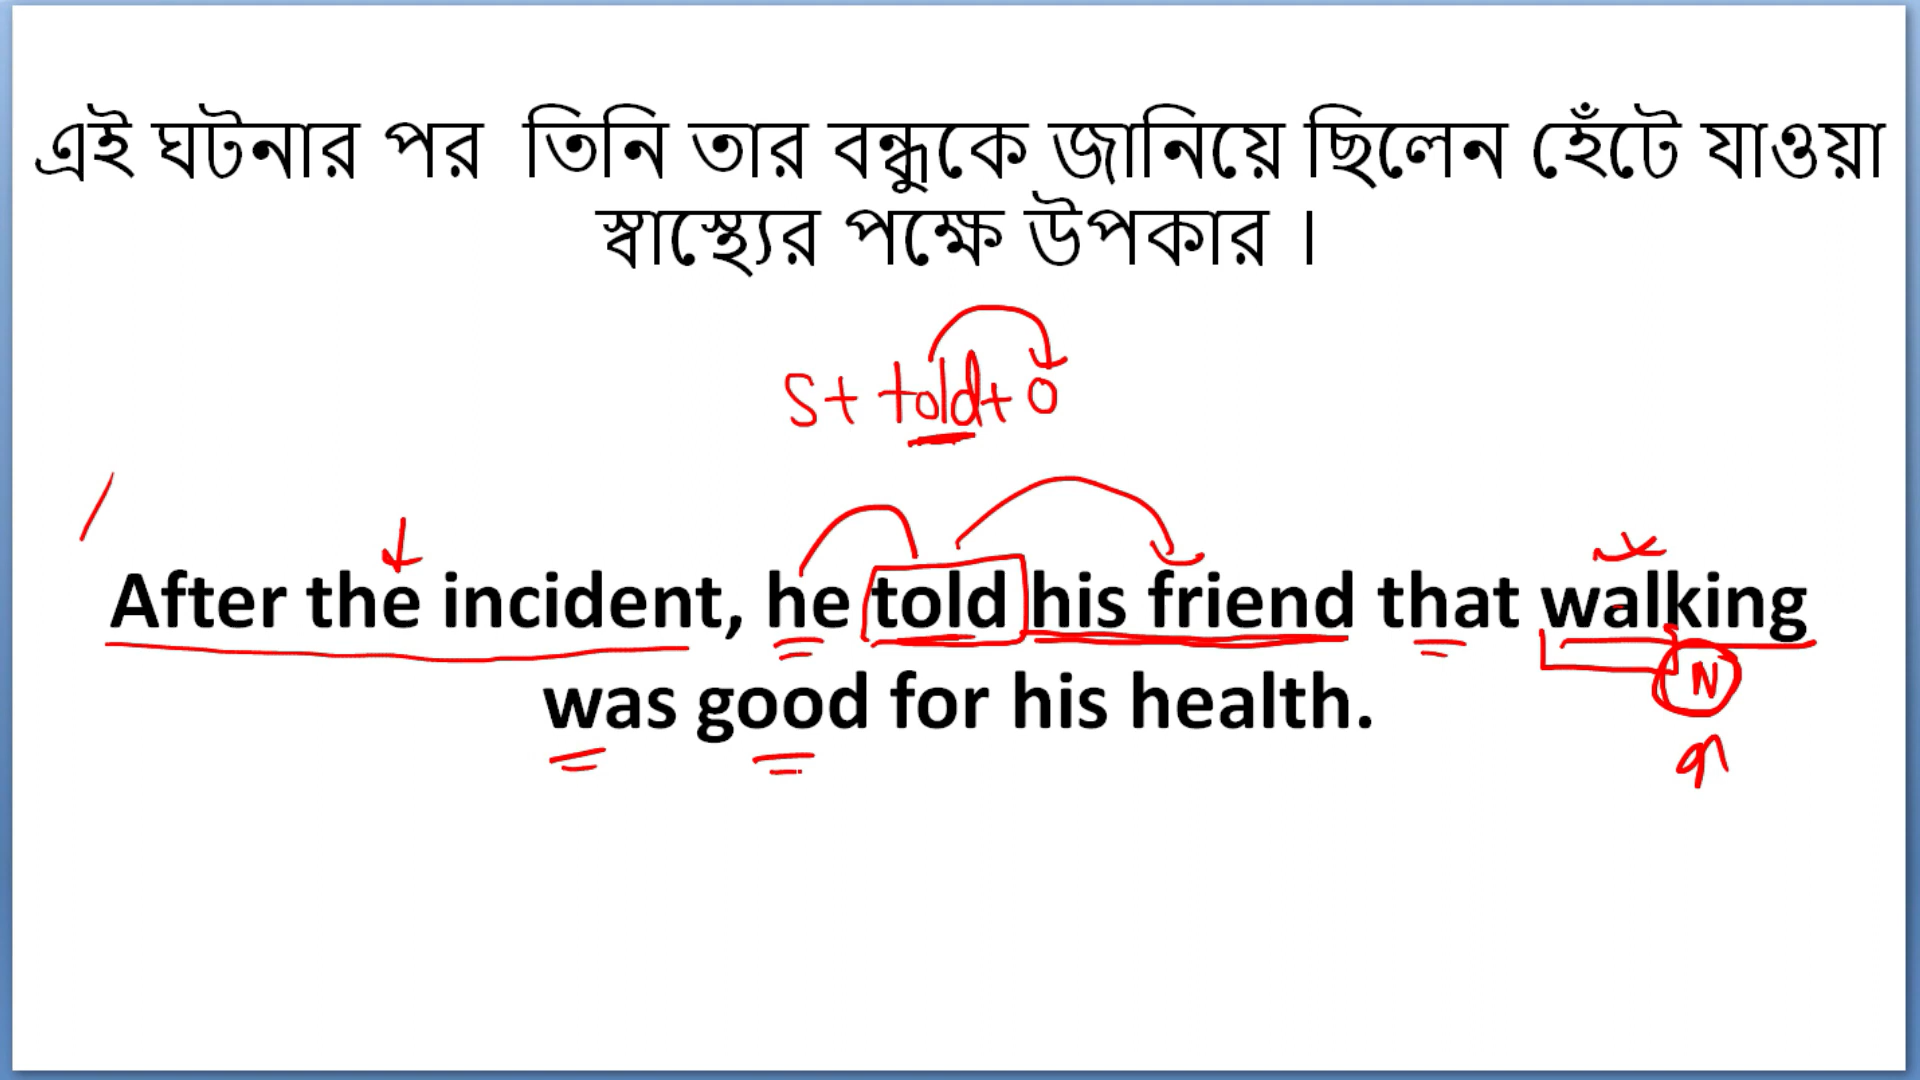 এই ঘটনার পর তিনি তার বন্ধুকে জানিয়ে ছিলেন হেঁটে যাওয়া
স্বাস্থ্যের পক্ষে উপকার ।
S+ told+ O
After the incident, he told his friend that walking
N
was good for his health.